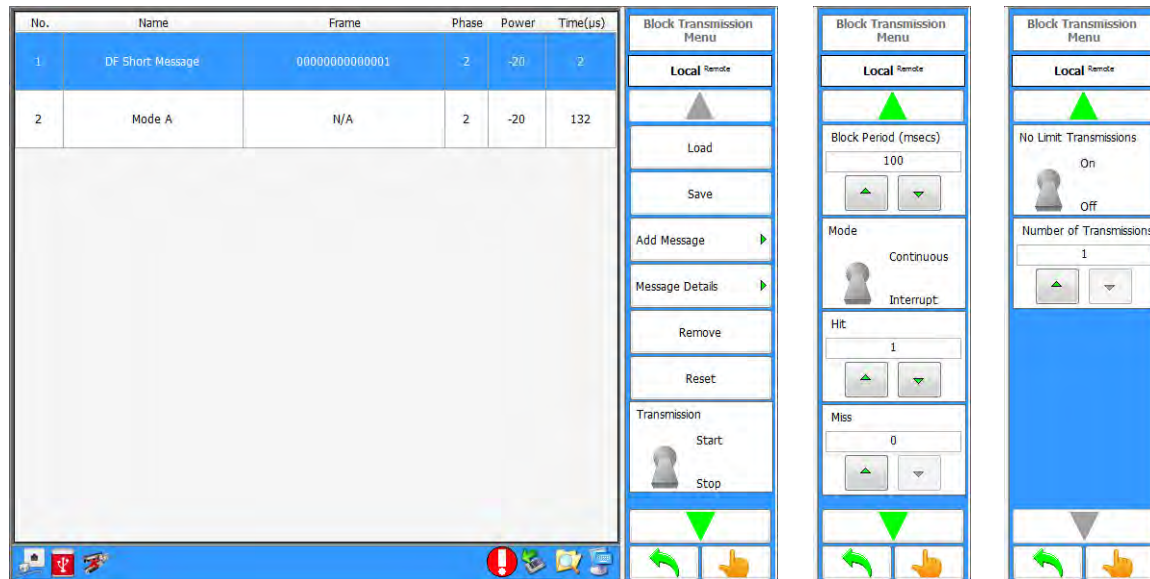 No. Name Frame Phase Power Time(µs)
1 DF Short Message 00000000000001 2 -20 2
2 Mode A N/A 2 -20 132
Block Transmission
Menu
Local Remote
Load
Save
Add Message
Message Details
Remove
Reset
Transmission
Start
Stop
Block Transmission
Menu
Local Remote
Block Period (msecs)
100
Mode
Continuous
Interrupt
Hit
1
Miss
0
Block Transmission
Menu
Local Remote
No Limit Transmissions
On
Off
Number of Transmissions
1